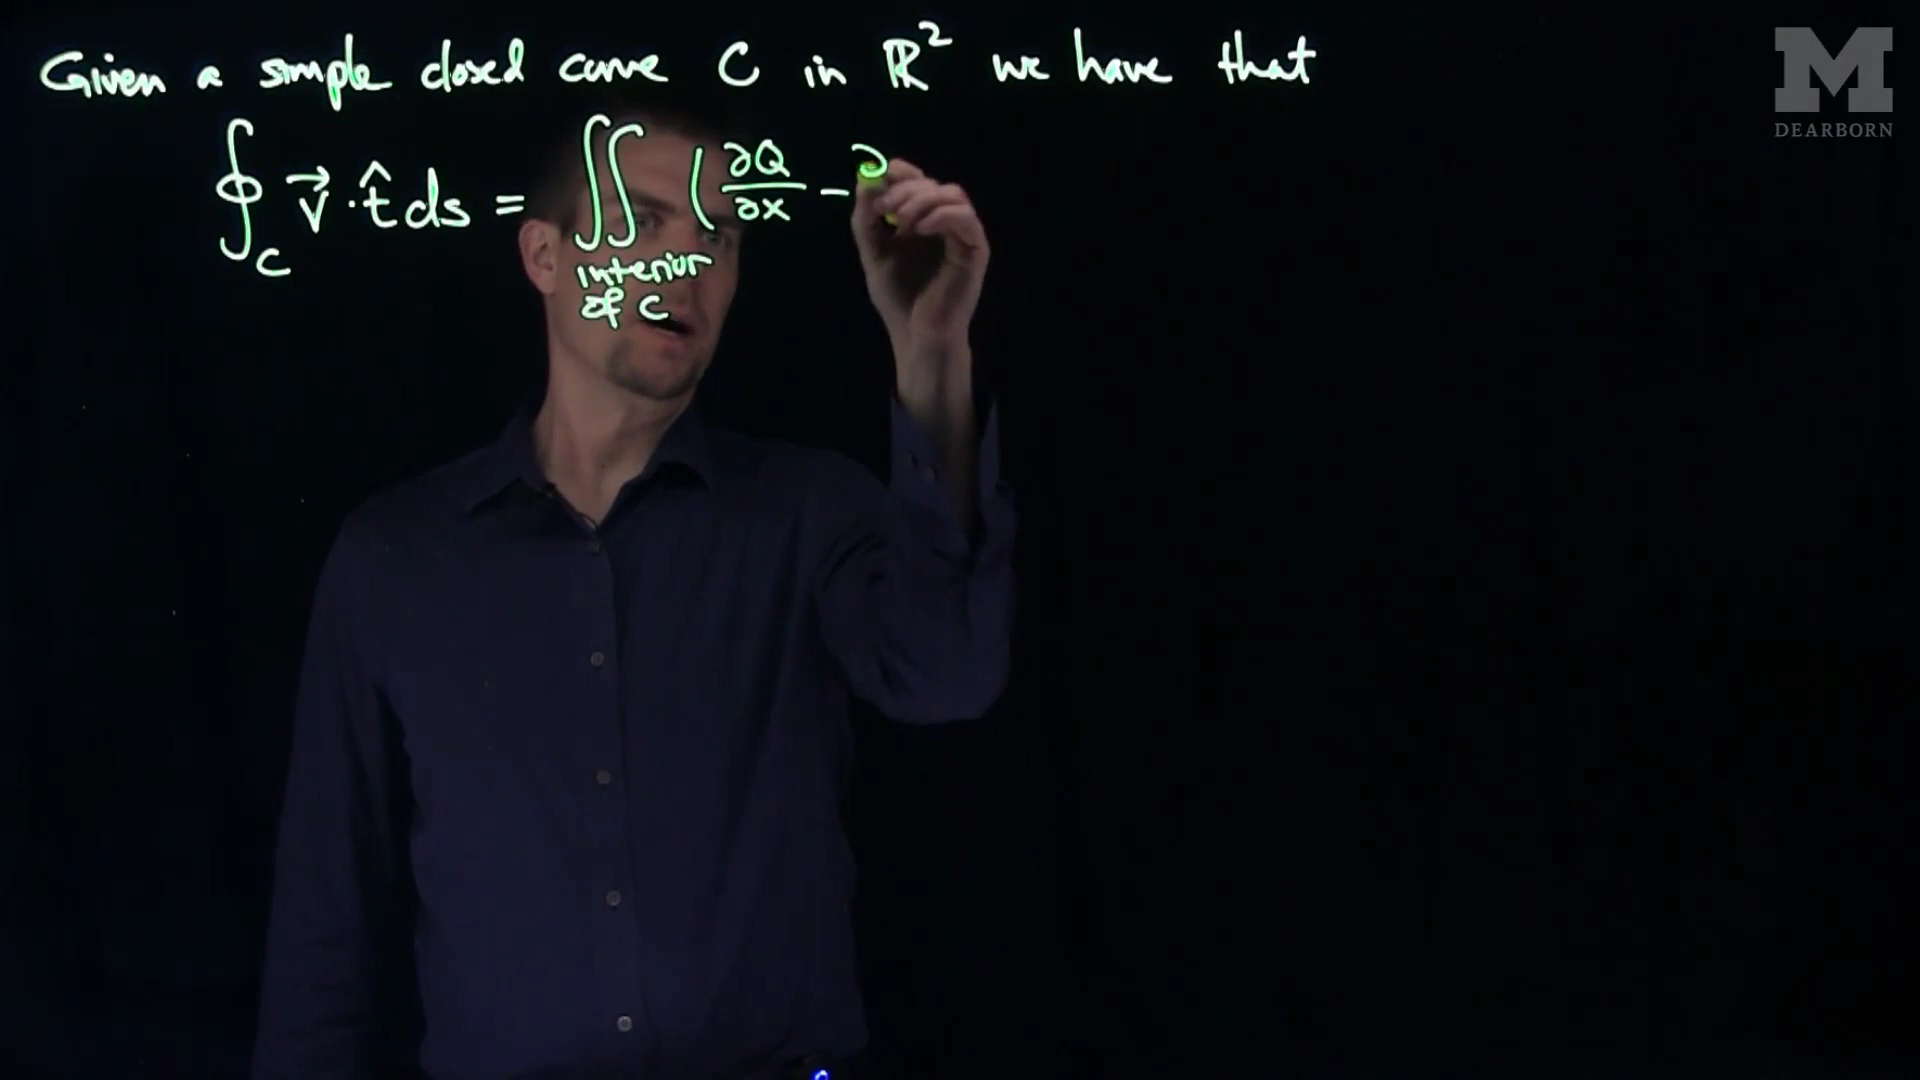 Given a simple closed curve C in ℝ² we have that
∮_C v⃗ · t̂ ds = ∬_{interior of C} (∂Q/∂x − ∂
M
DEARBORN